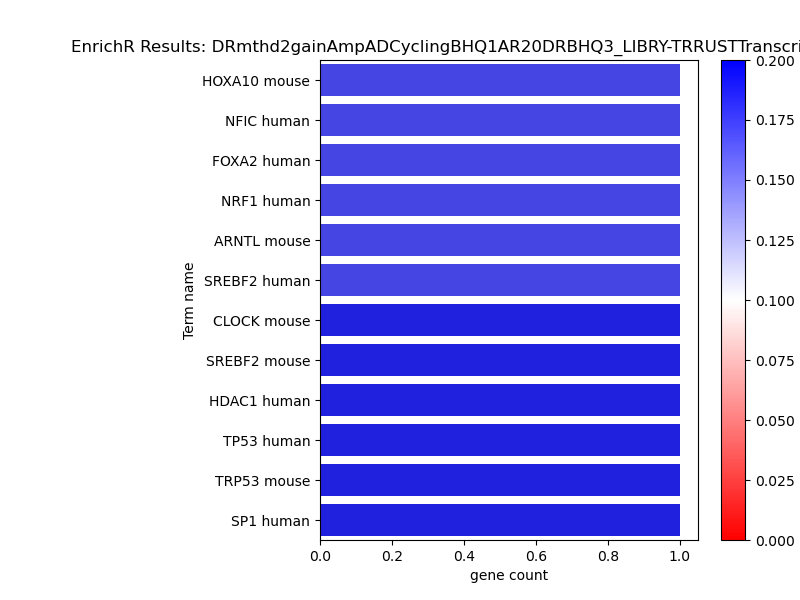 EnrichR Results: DRmthd2gainAmpADCyclingBHQ1AR20DRBHQ3_LIBRY-TRRUSTTranscri
HOXA10 mouse
NFIC human
FOXA2 human
NRF1 human
ARNTL mouse
SREBF2 human
CLOCK mouse
SREBF2 mouse
HDAC1 human
TP53 human
TRP53 mouse
SP1 human
Term name
0.0 0.2 0.4 0.6 0.8 1.0
gene count
0.200
0.175
0.150
0.125
0.100
0.075
0.050
0.025
0.000